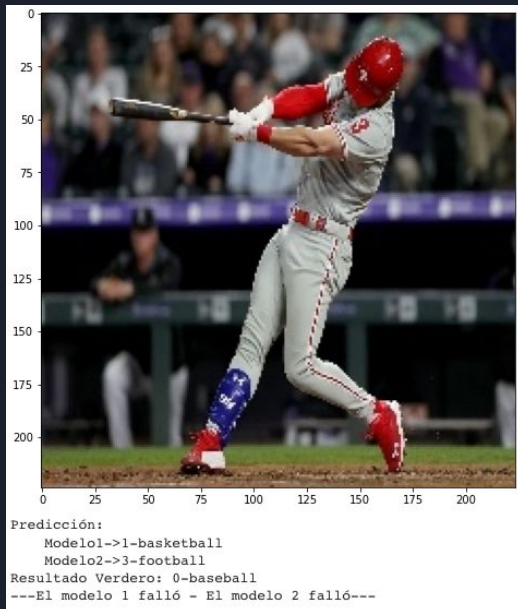 0
25
50
75
100
125
150
175
200
0 25 50 75 100 125 150 175 200
3
Predicción:
Modelo1->1-basketball
Modelo2->3-football
Resultado Verdero: 0-baseball
---El modelo 1 falló - El modelo 2 falló---